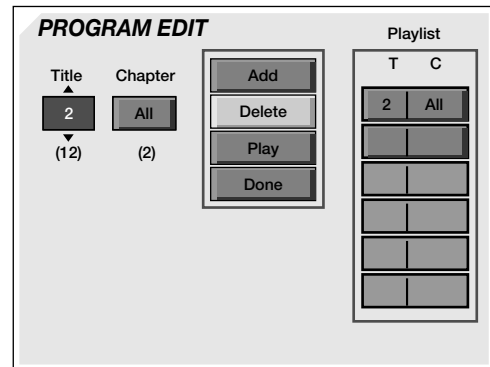 PROGRAM EDIT
Playlist
Title Chapter
T C
2 All
(12) (2)
Add
Delete
Play
Done
2 All